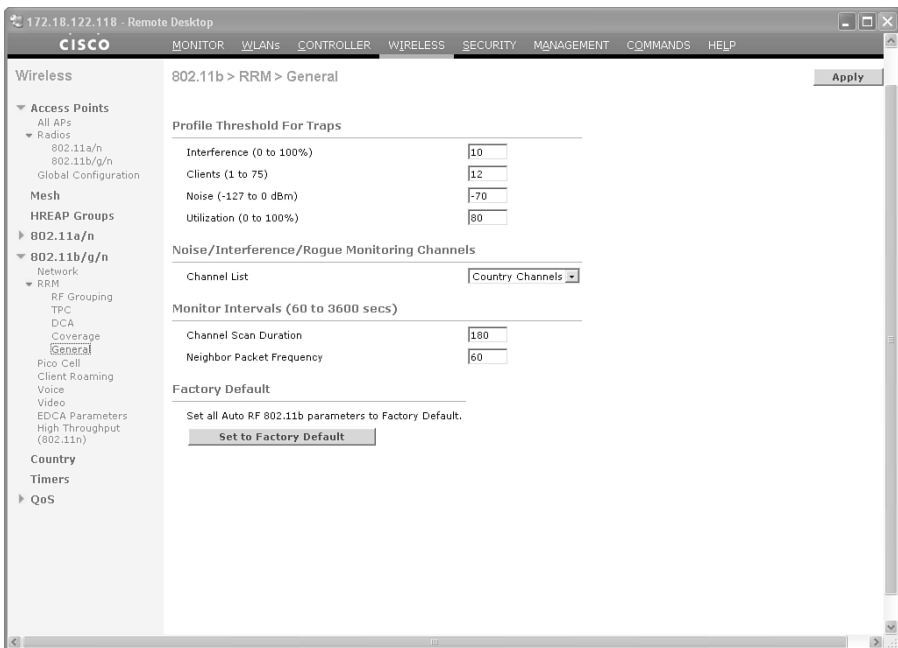 172.18.122.118 - Remote Desktop
CISCO
MONITOR WLANs CONTROLLER WIRELESS SECURITY MANAGEMENT COMMANDS HELP
Wireless
802.11b > RRM > General
Apply
Access Points
All APs
Radios
802.11a/n
802.11b/g/n
Global Configuration
Mesh
HREAP Groups
802.11a/n
802.11b/g/n
Network
RRM
RF Grouping
TPC
DCA
Coverage
General
Pico Cell
Client Roaming
Voice
Video
EDCA Parameters
High Throughput
(802.11n)
Country
Timers
QoS
Profile Threshold For Traps
Interference (0 to 100%) 10
Clients (1 to 75) 12
Noise (-127 to 0 dBm) -70
Utilization (0 to 100%) 80
Noise/Interference/Rogue Monitoring Channels
Channel List Country Channels
Monitor Intervals (60 to 3600 secs)
Channel Scan Duration 180
Neighbor Packet Frequency 60
Factory Default
Set all Auto RF 802.11b parameters to Factory Default.
Set to Factory Default